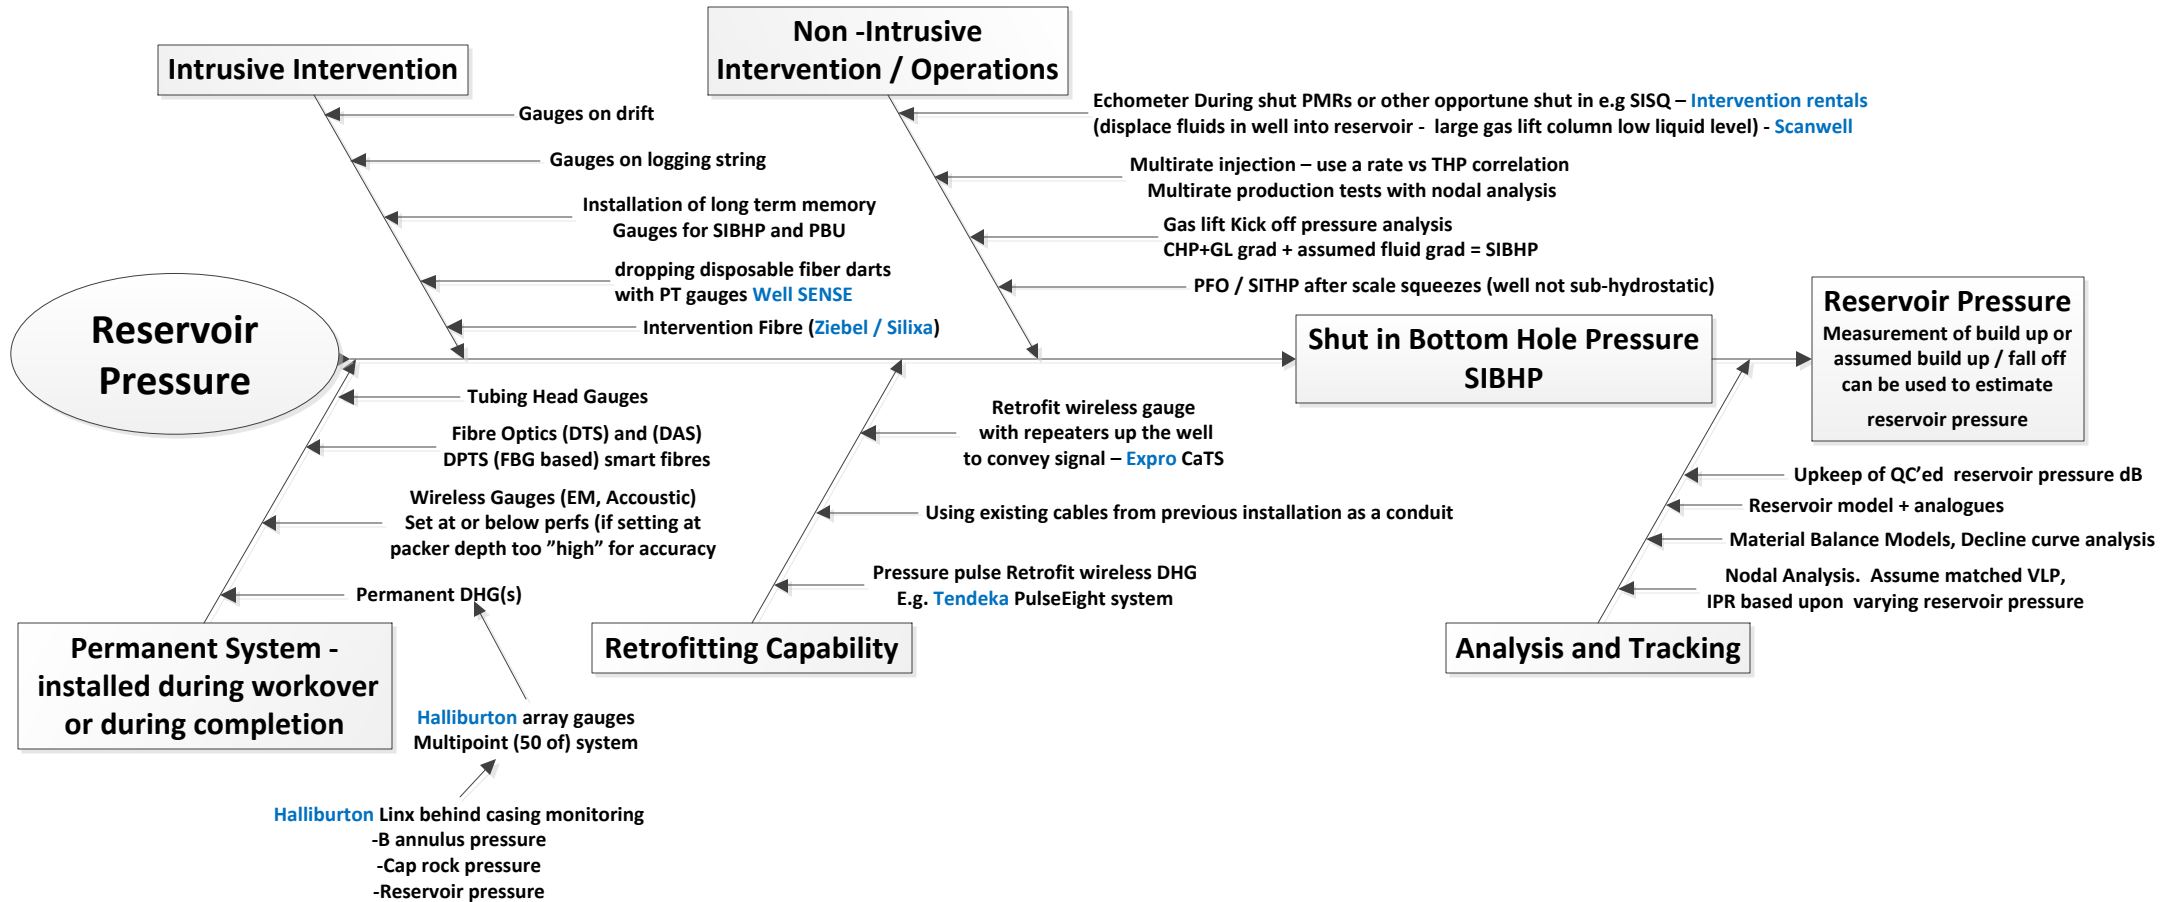 Intrusive Intervention
Gauges on drift
Gauges on logging string
Installation of long term memory
Gauges for SIBHP and PBU
dropping disposable fiber darts
with PT gauges Well SENSE
Intervention Fibre (Ziebel / Silixa)
Non -Intrusive
Intervention / Operations
Echometer During shut PMRs or other opportune shut in e.g SISQ – Intervention rentals
(displace fluids in well into reservoir - large gas lift column low liquid level) - Scanwell
Multirate injection – use a rate vs THP correlation
Multirate production tests with nodal analysis
Gas lift Kick off pressure analysis
CHP+GL grad + assumed fluid grad = SIBHP
PFO / SITHP after scale squeezes (well not sub-hydrostatic)
Reservoir
Pressure
Shut in Bottom Hole Pressure
SIBHP
Reservoir Pressure
Measurement of build up or
assumed build up / fall off
can be used to estimate
reservoir pressure
Tubing Head Gauges
Fibre Optics (DTS) and (DAS)
DPTS (FBG based) smart fibres
Wireless Gauges (EM, Accoustic)
Set at or below perfs (if setting at
packer depth too ”high” for accuracy
Permanent DHG(s)
Permanent System -
installed during workover
or during completion
Halliburton array gauges
Multipoint (50 of) system
Halliburton Linx behind casing monitoring
-B annulus pressure
-Cap rock pressure
-Reservoir pressure
Retrofit wireless gauge
with repeaters up the well
to convey signal – Expro CaTS
Using existing cables from previous installation as a conduit
Pressure pulse Retrofit wireless DHG
E.g. Tendeka PulseEight system
Retrofitting Capability
Upkeep of QC’ed reservoir pressure dB
Reservoir model + analogues
Material Balance Models, Decline curve analysis
Nodal Analysis. Assume matched VLP,
IPR based upon varying reservoir pressure
Analysis and Tracking